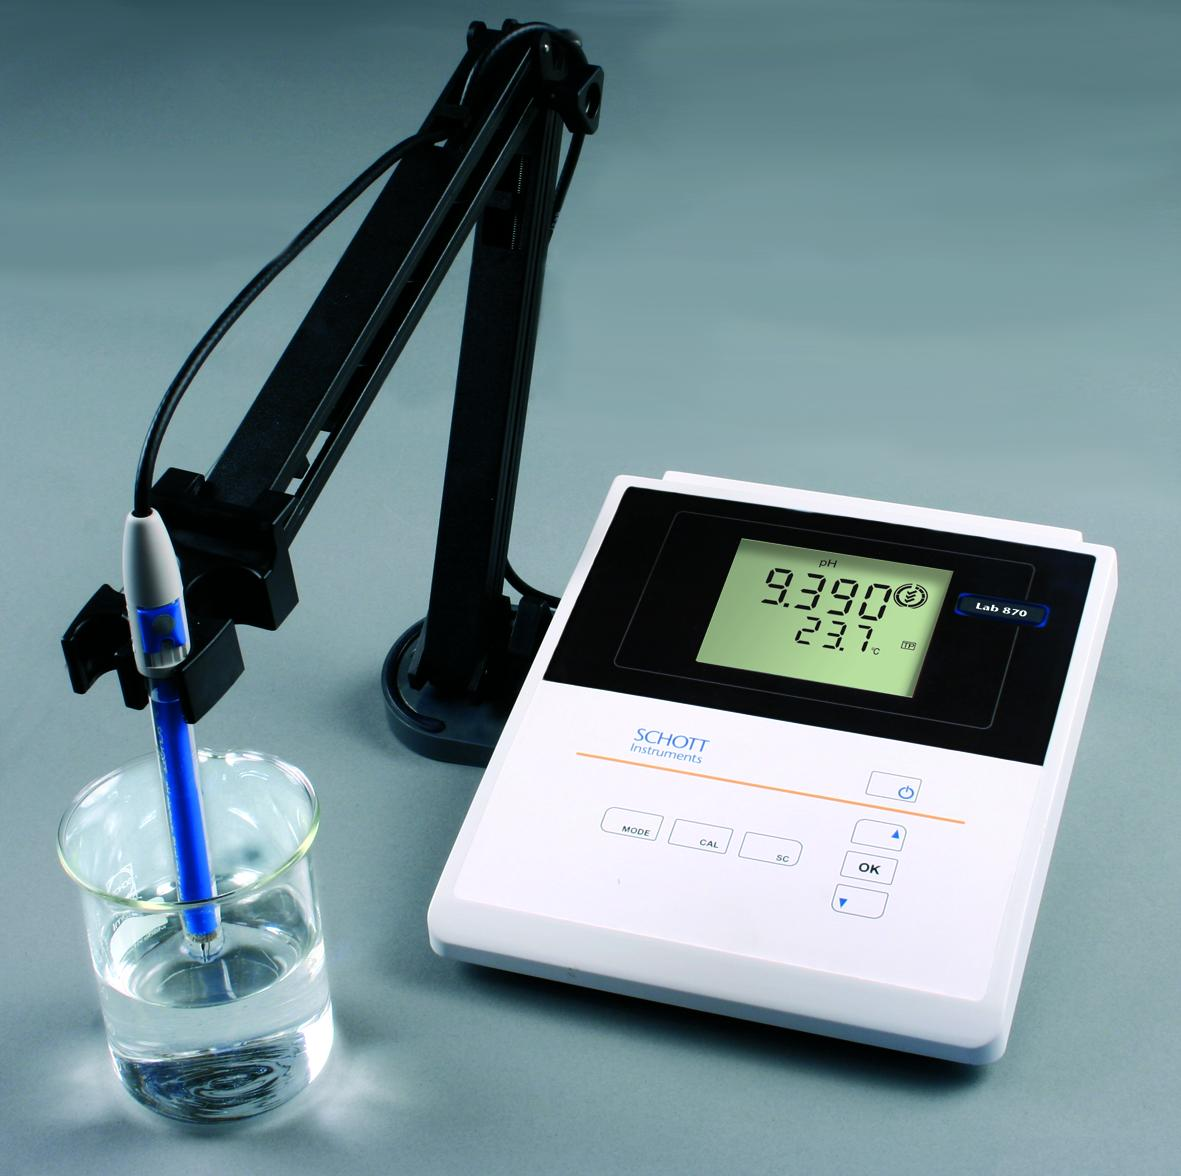 pH
9.390
23.7 °C
TP
Lab 870
SCHOTT
Instruments
MODE
CAL
SC
OK